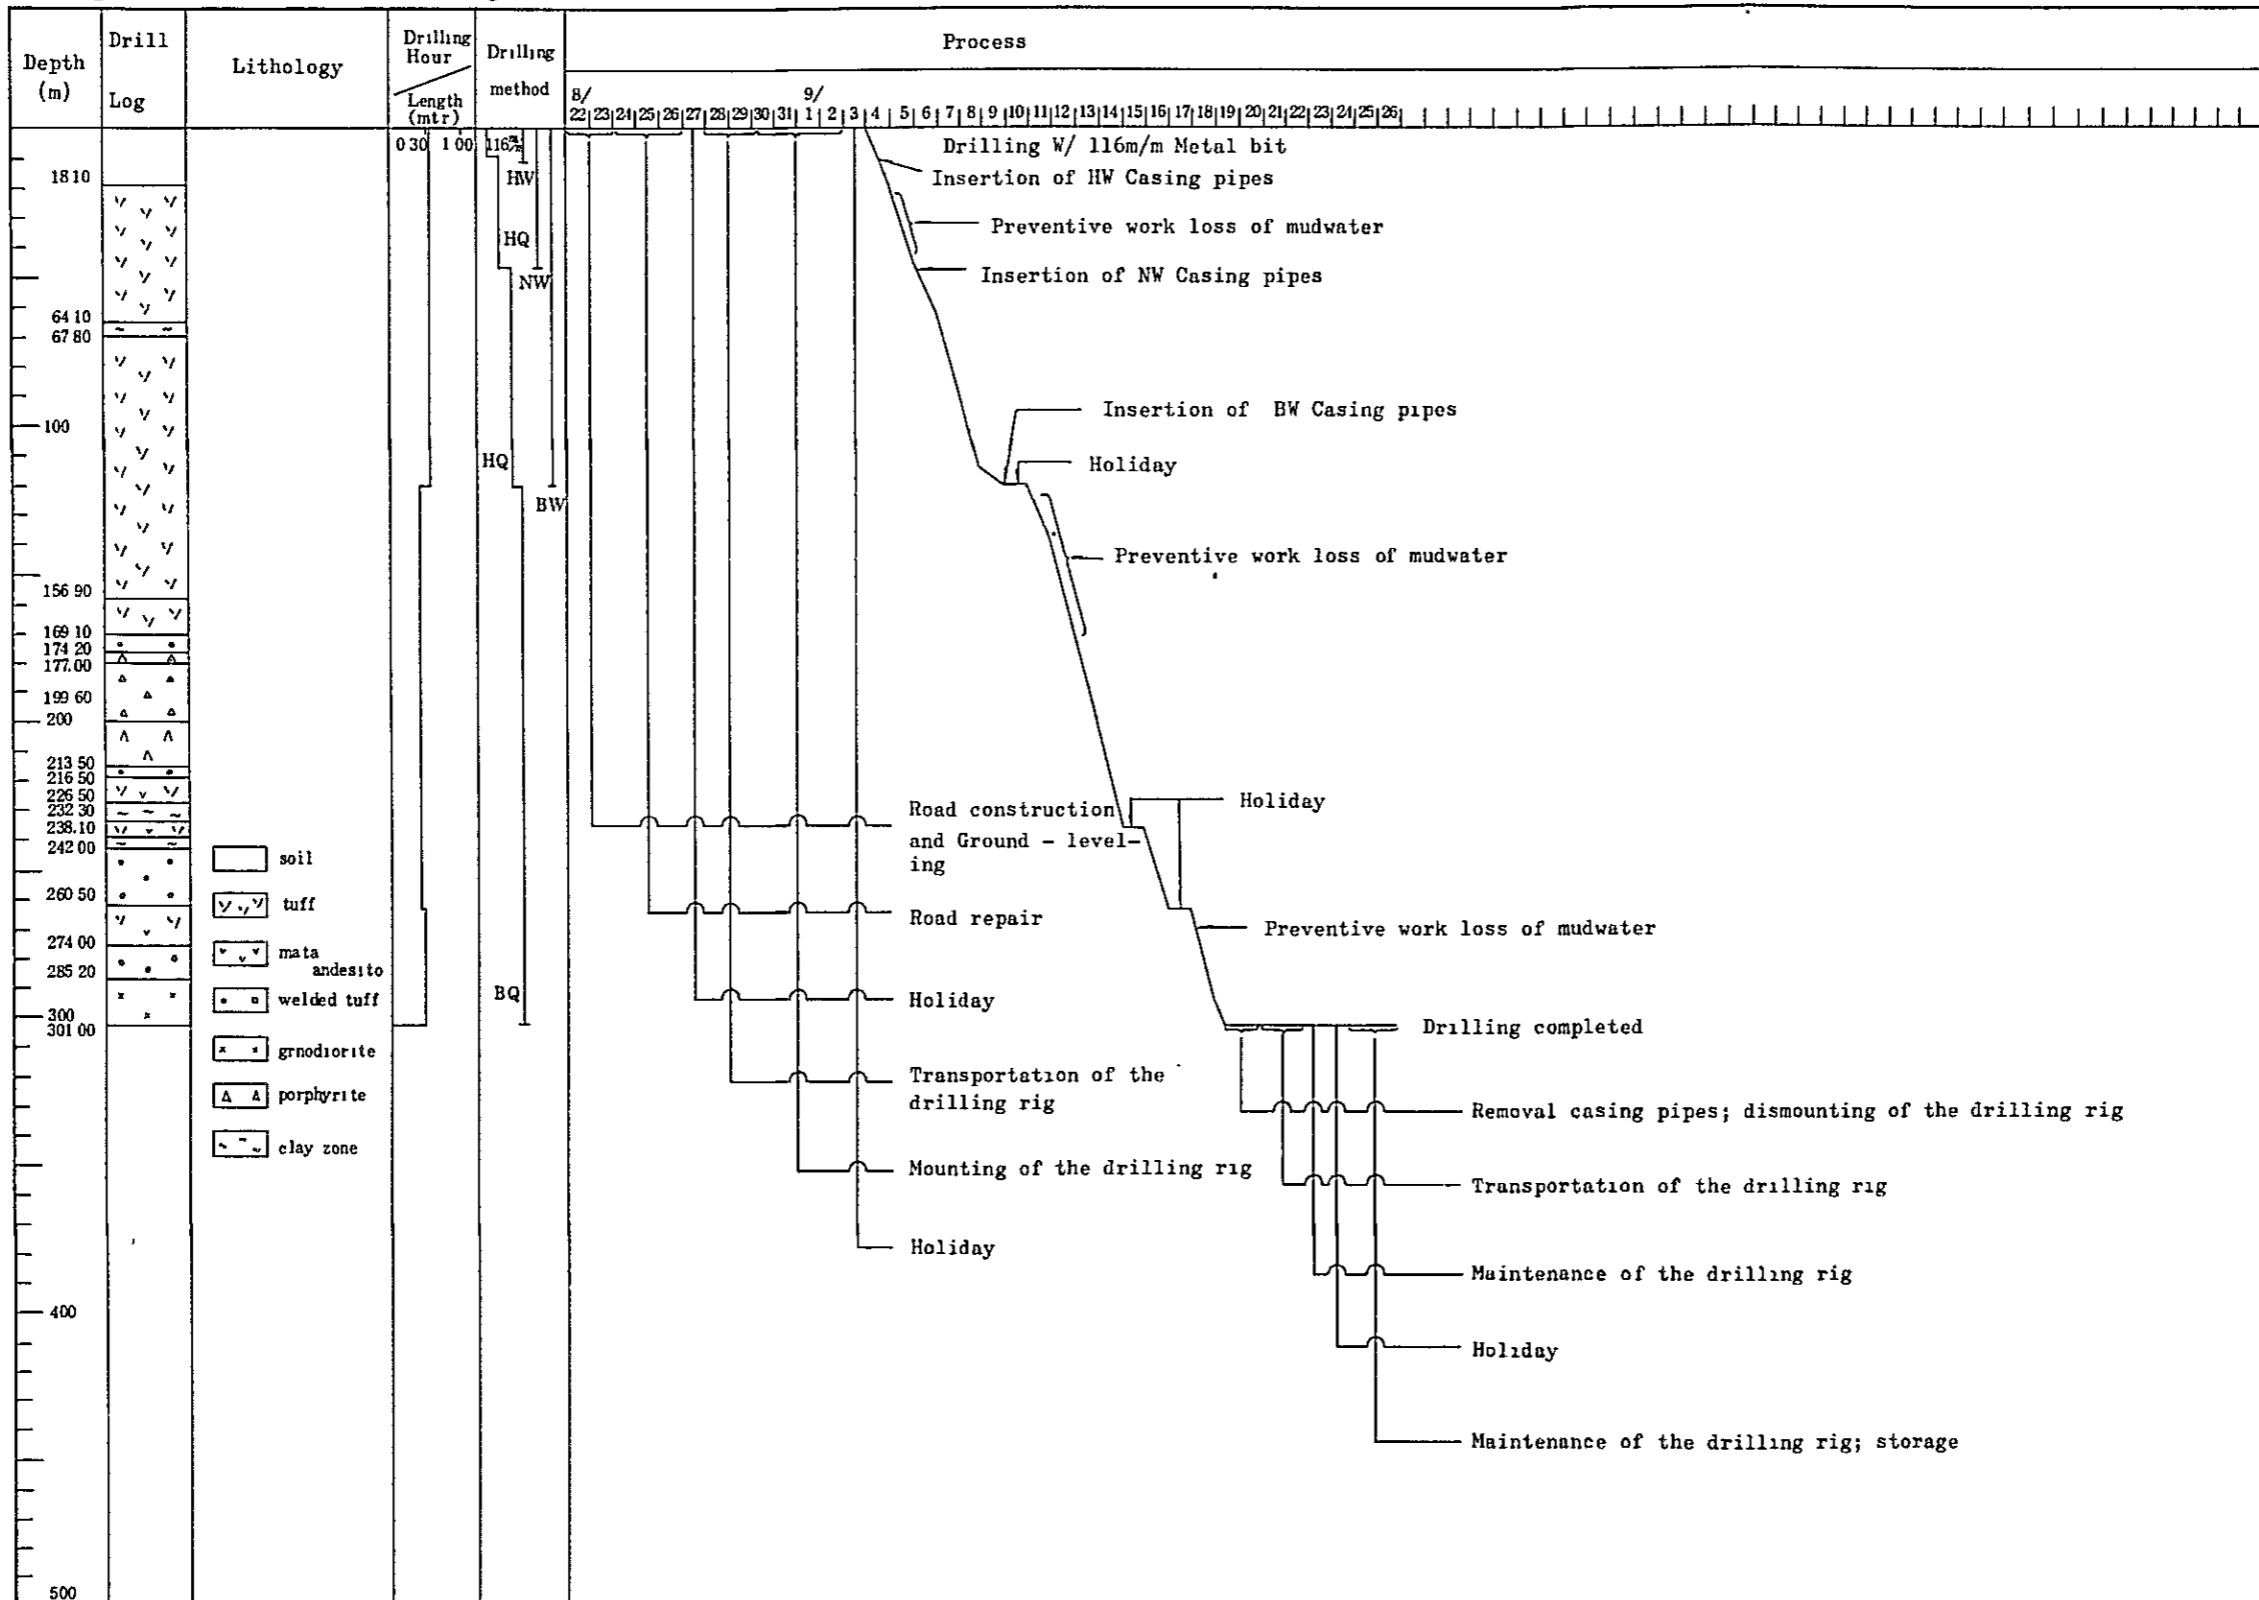 Depth
(m)
Drill
Log
Lithology
Drilling
Hour
Length
(mtr)
Drilling
method
Process
8/
9/
22 23 24 25 26 27 28 29 30 31 1 2 3 4 5 6 7 8 9 10 11 12 13 14 15 16 17 18 19 20 21 22 23 24 25 26
0 30 1 00
116m/m
HW
HQ
NW
HQ
BW
BQ
18 10
64 10
67 80
100
156 90
169 10
174 20
177.00
199 60
200
213 50
216 50
226 50
232 30
238.10
242 00
260 50
274 00
285 20
300
301 00
400
500
soil
tuff
mata
andesito
welded tuff
grnodiorite
porphyrite
clay zone
Drilling W/ 116m/m Metal bit
Insertion of HW Casing pipes
Preventive work loss of mudwater
Insertion of NW Casing pipes
Insertion of BW Casing pipes
Holiday
Preventive work loss of mudwater
Holiday
Road construction
and Ground - level-
ing
Road repair
Preventive work loss of mudwater
Holiday
Drilling completed
Transportation of the
drilling rig
Removal casing pipes; dismounting of the drilling rig
Mounting of the drilling rig
Transportation of the drilling rig
Holiday
Maintenance of the drilling rig
Holiday
Maintenance of the drilling rig; storage